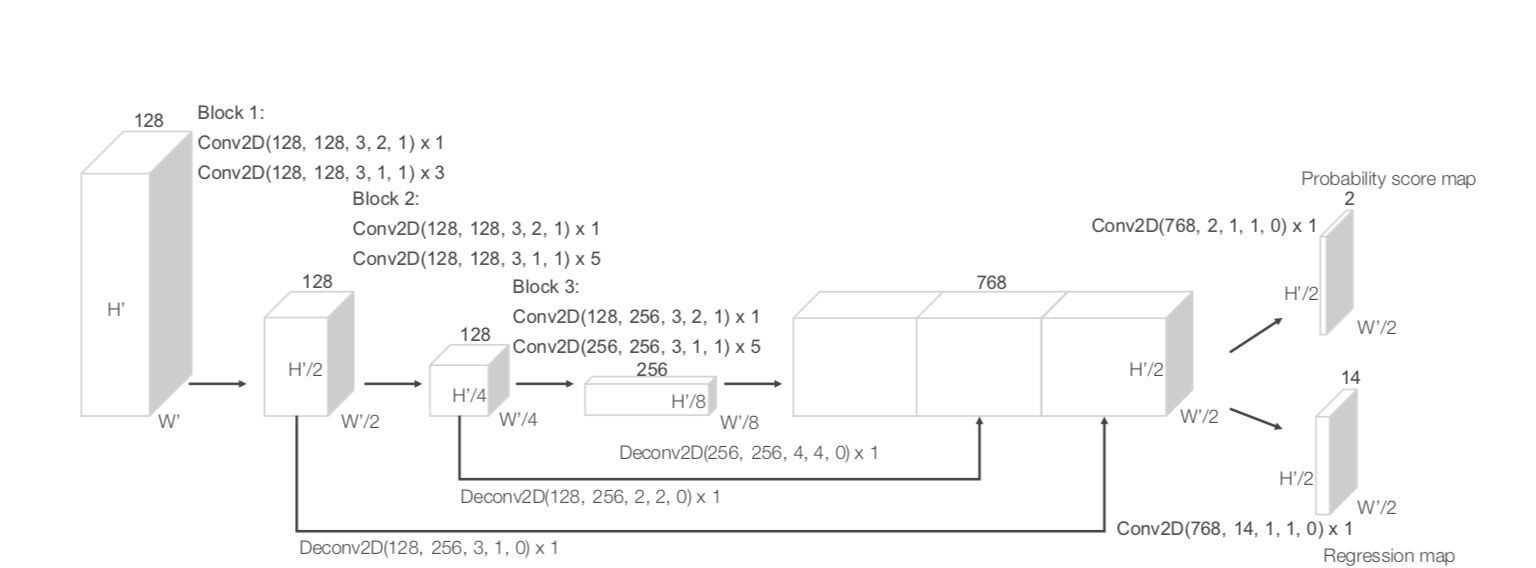 128
Block 1:
Conv2D(128, 128, 3, 2, 1) x 1
Conv2D(128, 128, 3, 1, 1) x 3
H'
W'
Block 2:
Conv2D(128, 128, 3, 2, 1) x 1
Conv2D(128, 128, 3, 1, 1) x 5
128
H'/2
W'/2
Block 3:
Conv2D(128, 256, 3, 2, 1) x 1
Conv2D(256, 256, 3, 1, 1) x 5
128
H'/4
W'/4
256
H'/8
W'/8
Deconv2D(256, 256, 4, 4, 0) x 1
Deconv2D(128, 256, 2, 2, 0) x 1
Deconv2D(128, 256, 3, 1, 0) x 1
768
H'/2
W'/2
Probability score map
2
Conv2D(768, 2, 1, 1, 0) x 1
H'/2
W'/2
14
H'/2
W'/2
Conv2D(768, 14, 1, 1, 0) x 1
Regression map